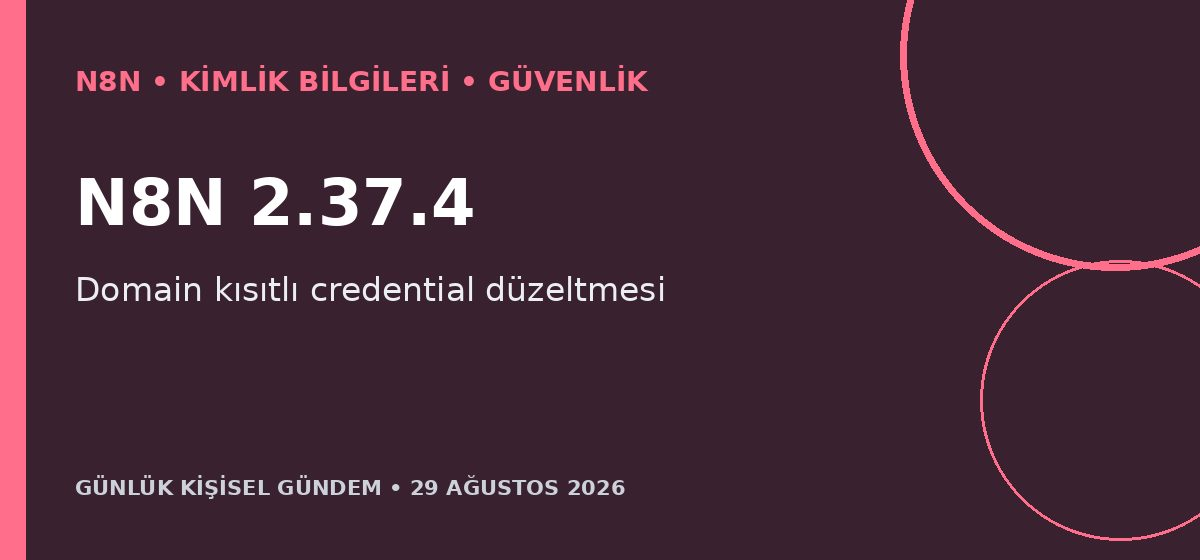 N8N • KİMLİK BİLGİLERİ • GÜVENLİK
N8N 2.37.4
Domain kısıtlı credential düzeltmesi
GÜNLÜK KİŞİSEL GÜNDEM • 29 AĞUSTOS 2026